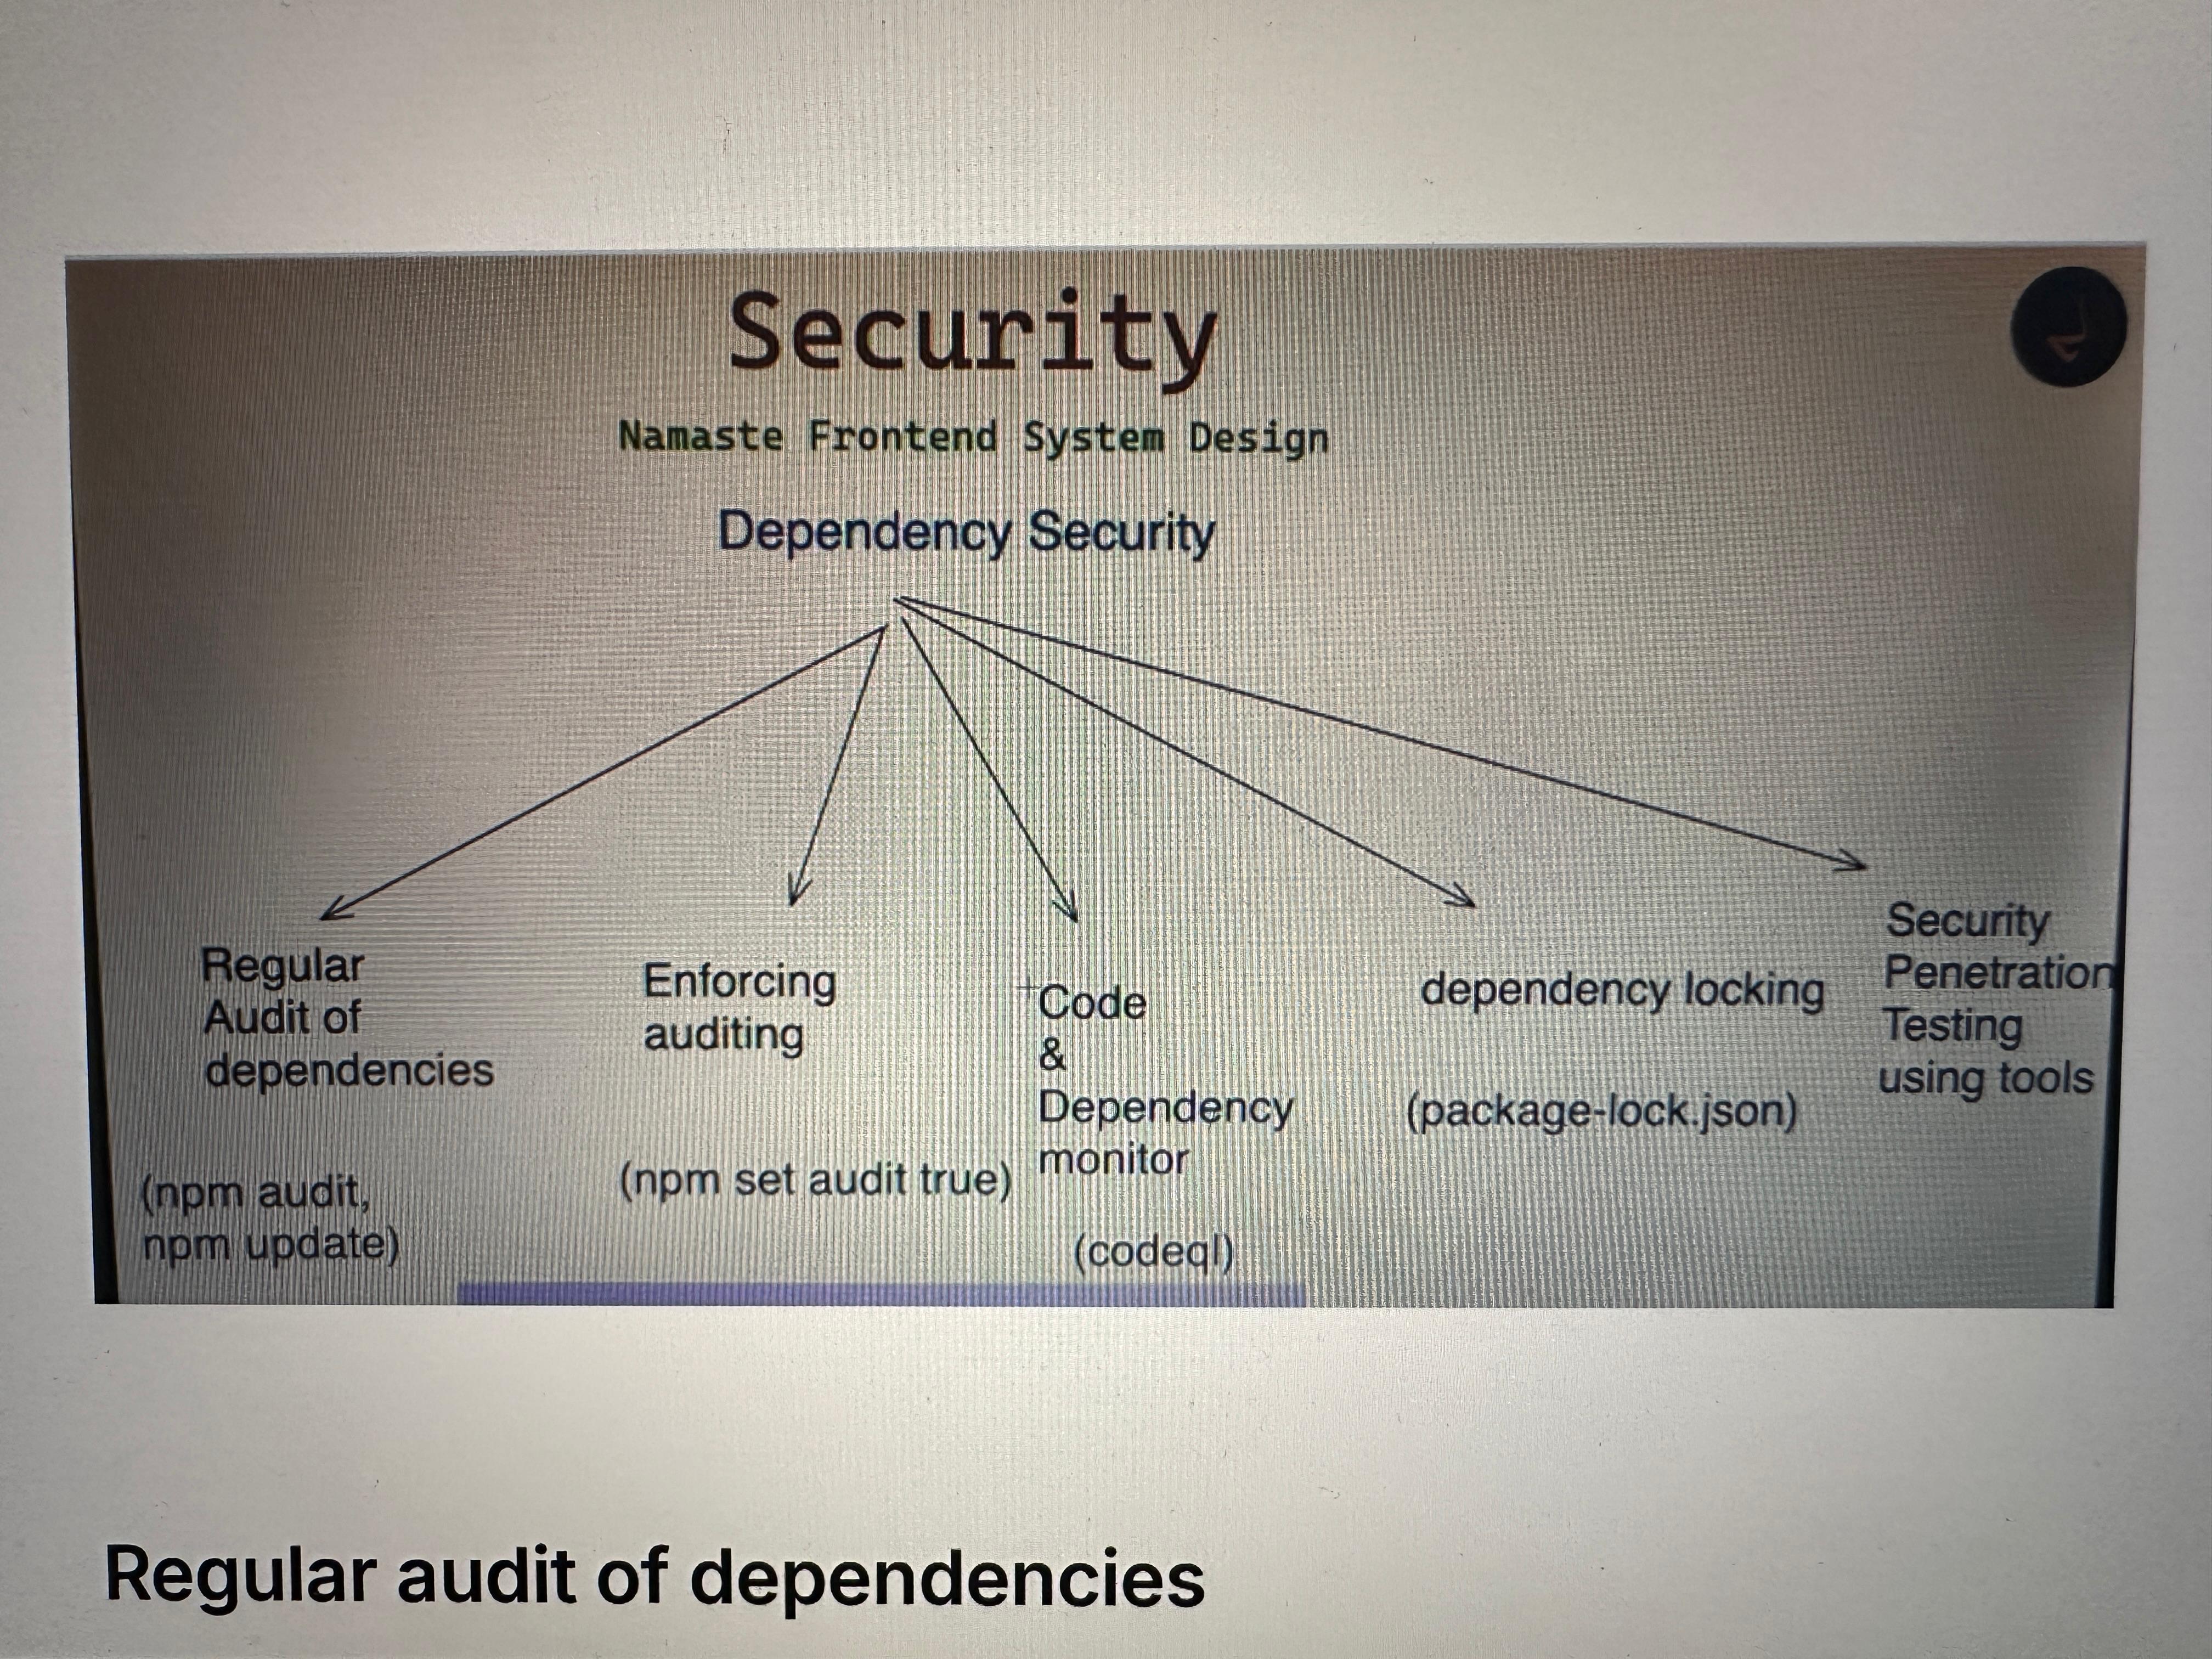 Security
Namaste Frontend System Design
Dependency Security
Regular
Audit of
dependencies
(npm audit,
npm update)
Enforcing
auditing
(npm set audit true)
Code
&
Dependency
monitor
(codeql)
dependency locking
(package-lock.json)
Security
Penetration
Testing
using tools
Regular audit of dependencies